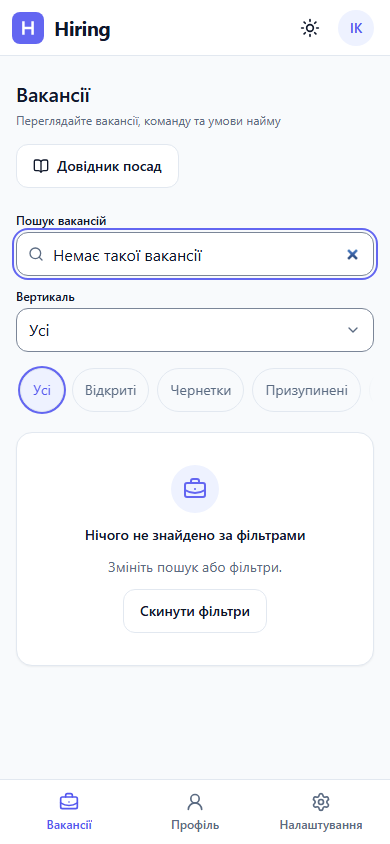 H Hiring ІК
Вакансії
Переглядайте вакансії, команду та умови найму
Довідник посад
Пошук вакансій
Немає такої вакансії
Вертикаль
Усі
Усі Відкриті Чернетки Призупинені
Нічого не знайдено за фільтрами
Змініть пошук або фільтри.
Скинути фільтри
Вакансії Профіль Налаштування